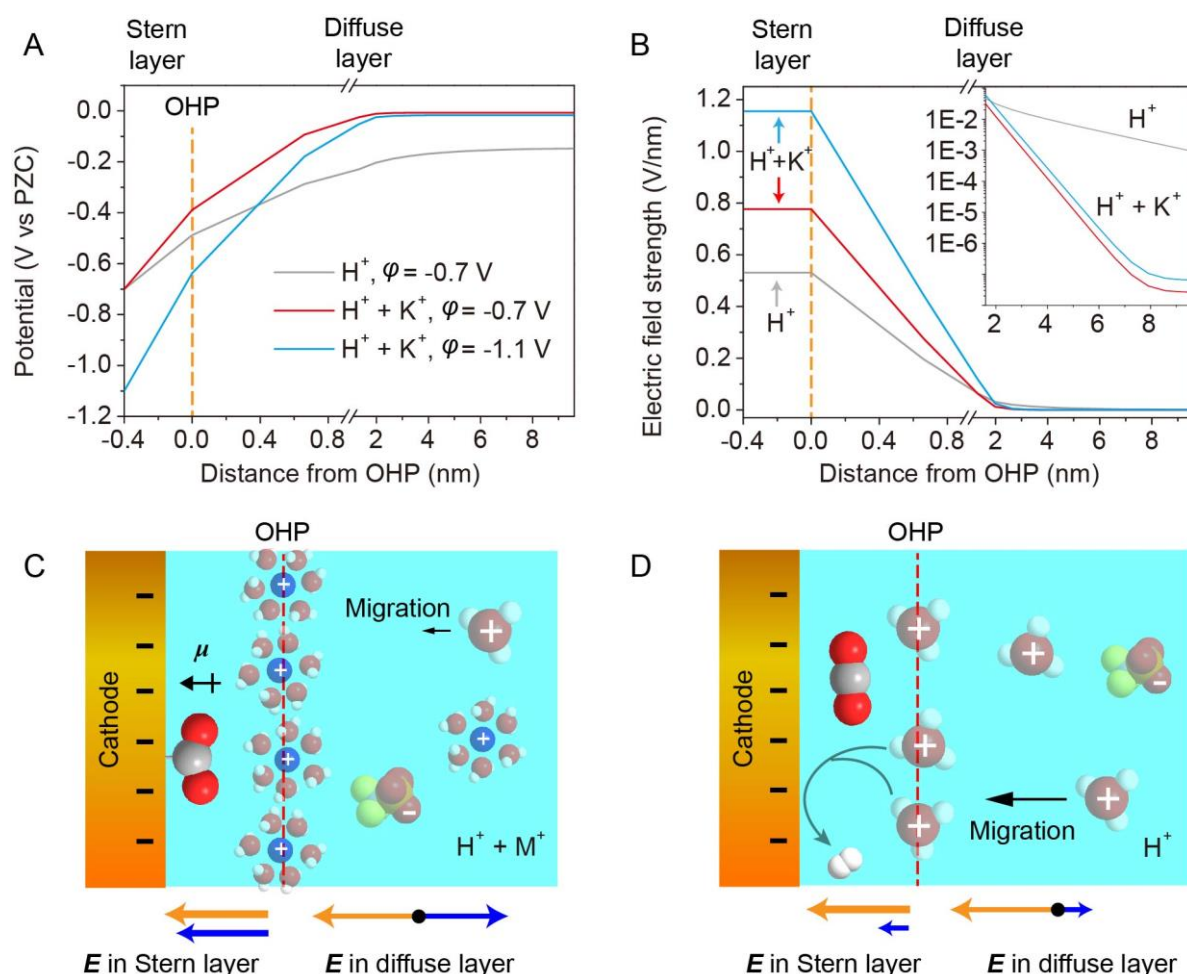 A
Stern
layer
Diffuse
layer
OHP
0.0
-0.2
-0.4
-0.6
-0.8
-1.0
-1.2
Potential (V vs PZC)
H⁺, φ = -0.7 V
H⁺ + K⁺, φ = -0.7 V
H⁺ + K⁺, φ = -1.1 V
-0.4 0.0 0.4 0.8 2 4 6 8
Distance from OHP (nm)
B
Stern
layer
Diffuse
layer
1.2
1.0
0.8
0.6
0.4
0.2
0.0
Electric field strength (V/nm)
H⁺+K⁺
H⁺
1E-2
1E-3
1E-4
1E-5
1E-6
H⁺
H⁺ + K⁺
2 4 6 8
-0.4 0.0 0.4 0.8 2 4 6 8
Distance from OHP (nm)
C
OHP
Cathode
- - - - - -
μ
+
+
+
+
Migration
+
+
-
H⁺ + M⁺
E in Stern layer
E in diffuse layer
D
OHP
Cathode
- - - - - -
+
+
+
+
-
+
Migration
H⁺
E in Stern layer
E in diffuse layer